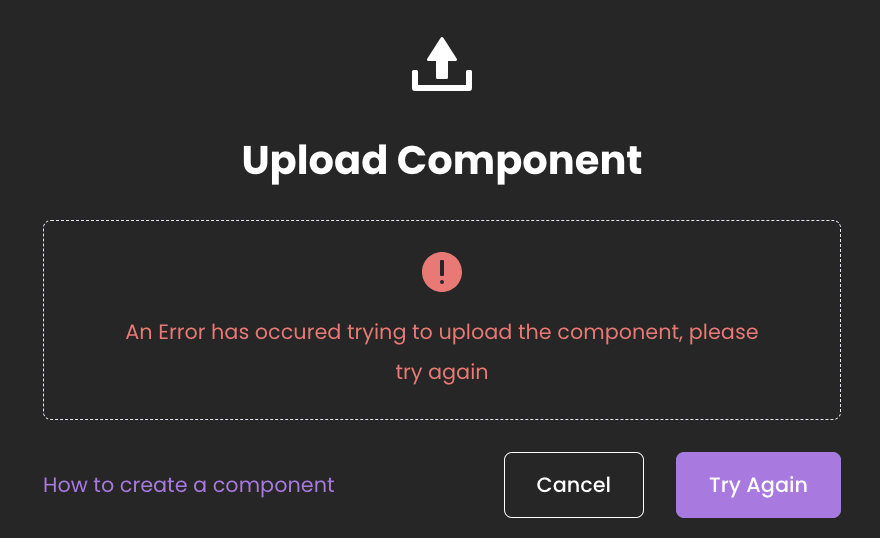 Upload Component
An Error has occured trying to upload the component, please
try again
How to create a component
Cancel
Try Again